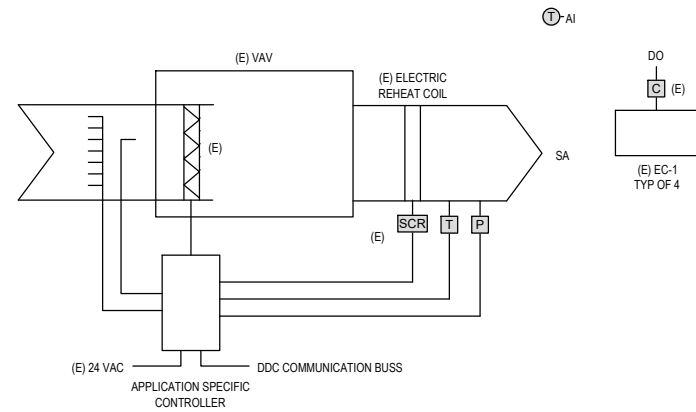 T
AI
(E) VAV
(E) ELECTRIC
REHEAT COIL
DO
C
(E)
(E)
SA
(E) EC-1
TYP OF 4
SCR
T
P
(E)
(E) 24 VAC
DDC COMMUNICATION BUSS
APPLICATION SPECIFIC
CONTROLLER